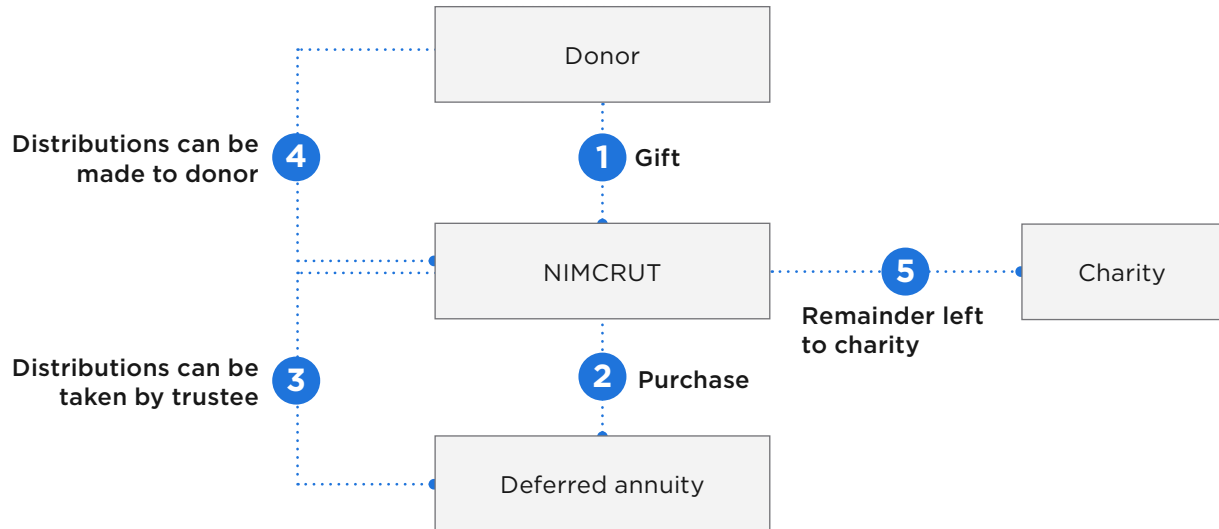 Donor
Distributions can be
made to donor
4
1
Gift
NIMCRUT
5
Charity
Remainder left
to charity
Distributions can be
taken by trustee
3
2
Purchase
Deferred annuity